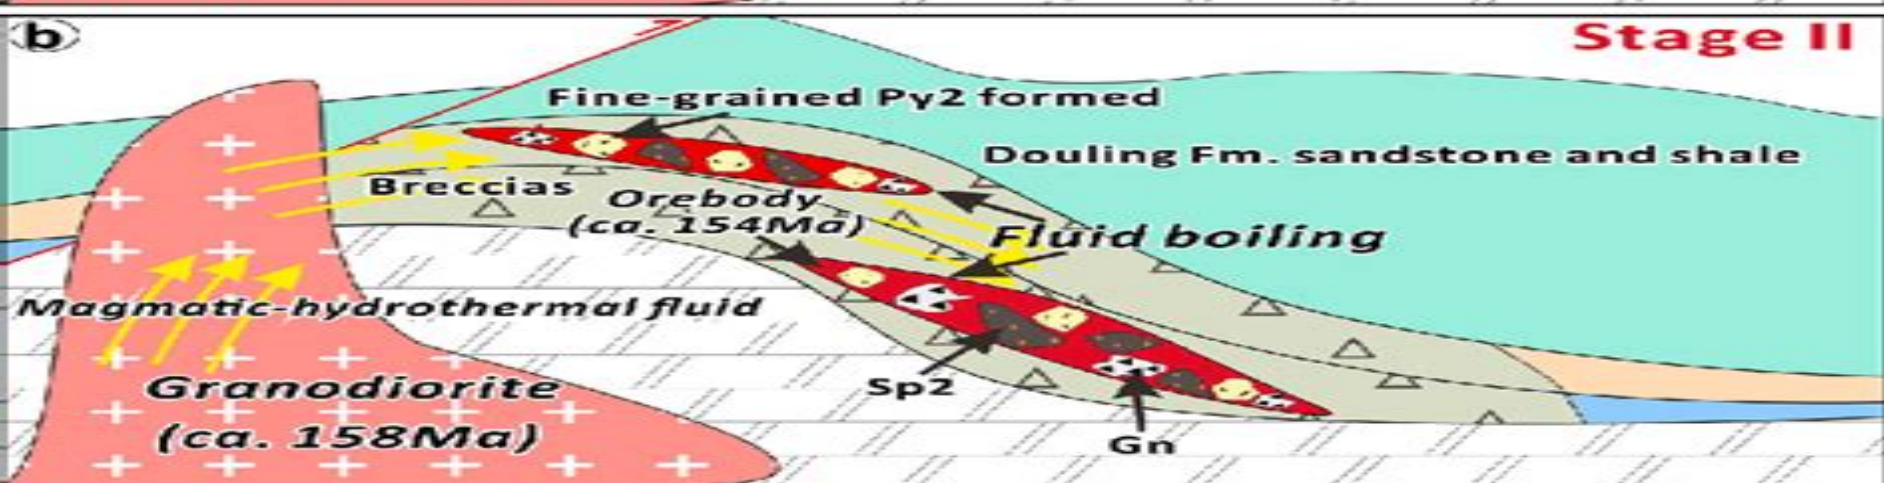 b
Stage II
Fine-grained Py2 formed
Douling Fm. sandstone and shale
Breccias
Orebody
(ca. 154Ma)
Fluid boiling
Magmatic-hydrothermal fluid
Granodiorite
(ca. 158Ma)
Sp2
Gn